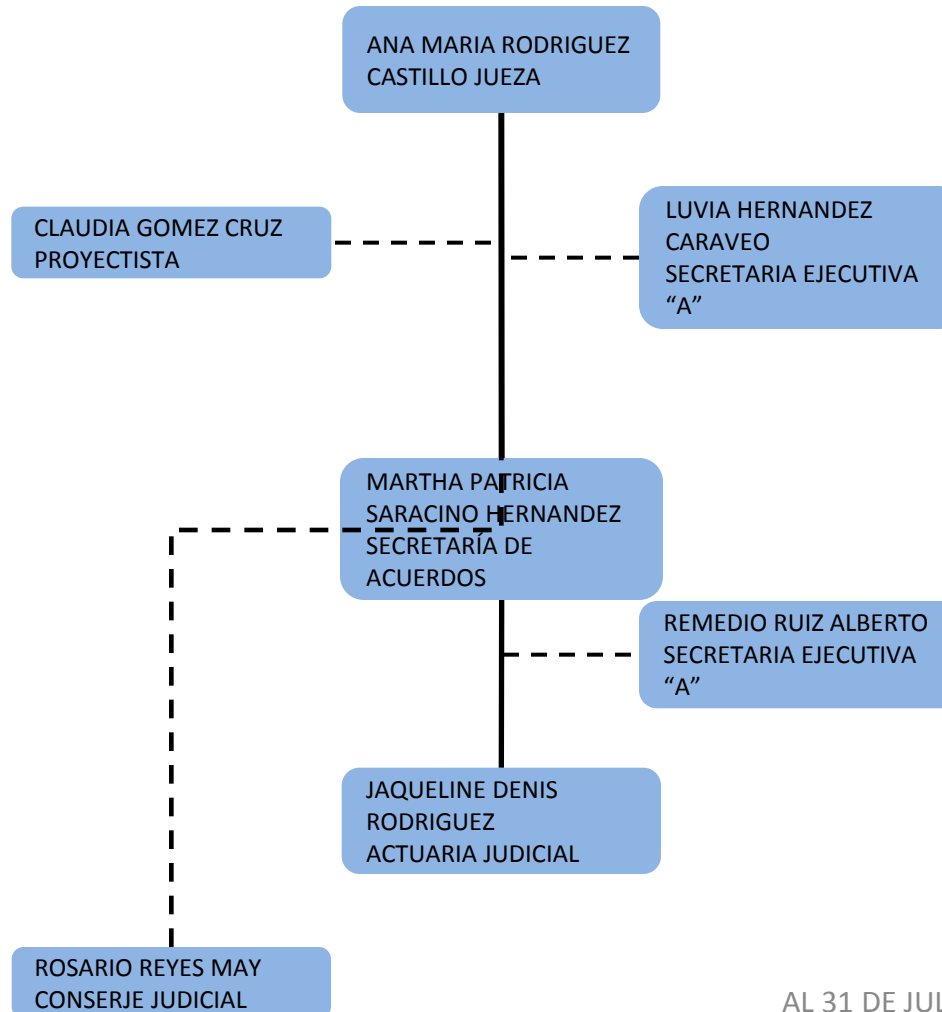 ANA MARIA RODRIGUEZ
CASTILLO JUEZA
CLAUDIA GOMEZ CRUZ
PROYECTISTA
LUVIA HERNANDEZ
CARAVEO
SECRETARIA EJECUTIVA
“A”
MARTHA PATRICIA
SARACINO HERNANDEZ
SECRETARÍA DE
ACUERDOS
REMEDIO RUIZ ALBERTO
SECRETARIA EJECUTIVA
“A”
JAQUELINE DENIS
RODRIGUEZ
ACTUARIA JUDICIAL
ROSARIO REYES MAY
CONSERJE JUDICIAL
AL 31 DE JUL